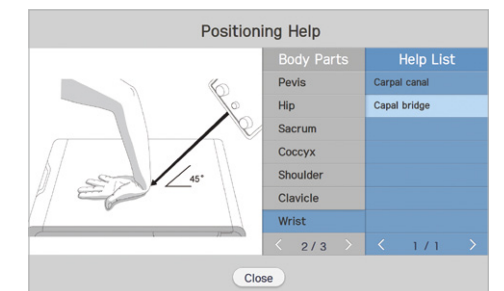 Positioning Help
Body Parts
Help List
Pevis
Carpal canal
Hip
Capal bridge
Sacrum
Coccyx
Shoulder
Clavicle
Wrist
45°
< 2 / 3 >
< 1 / 1 >
Close